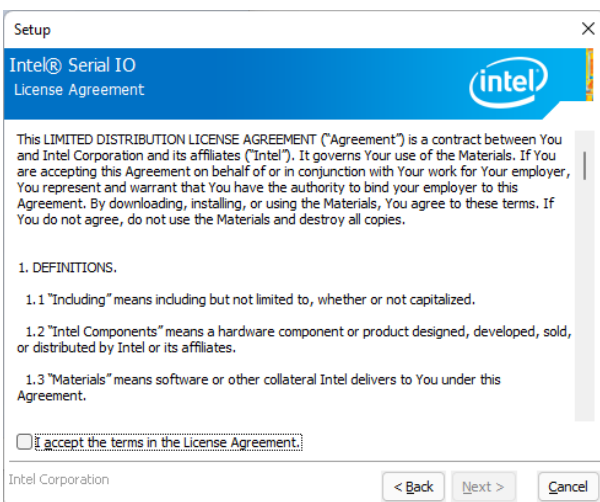 Setup
Intel® Serial IO
License Agreement
intel
This LIMITED DISTRIBUTION LICENSE AGREEMENT ("Agreement") is a contract between You
and Intel Corporation and its affiliates ("Intel"). It governs Your use of the Materials. If You
are accepting this Agreement on behalf of or in conjunction with Your work for Your employer,
You represent and warrant that You have the authority to bind your employer to this
Agreement. By downloading, installing, or using the Materials, You agree to these terms. If
You do not agree, do not use the Materials and destroy all copies.
1. DEFINITIONS.
1.1 "Including" means including but not limited to, whether or not capitalized.
1.2 "Intel Components" means a hardware component or product designed, developed, sold,
or distributed by Intel or its affiliates.
1.3 "Materials" means software or other collateral Intel delivers to You under this
Agreement.
I accept the terms in the License Agreement.
Intel Corporation
< Back
Next >
Cancel